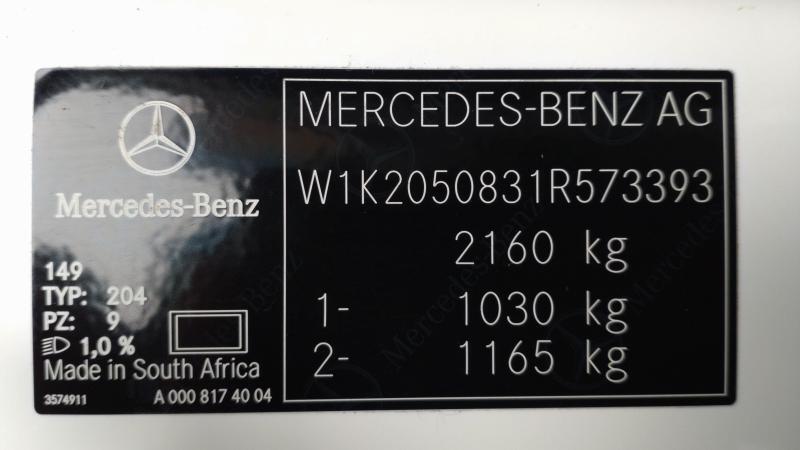 Mercedes-Benz
149
TYP: 204
PZ: 9
1,0 %
Made in South Africa
3574911 A 000 817 40 04
MERCEDES-BENZ AG
W1K2050831R573393
2160 kg
1- 1030 kg
2- 1165 kg